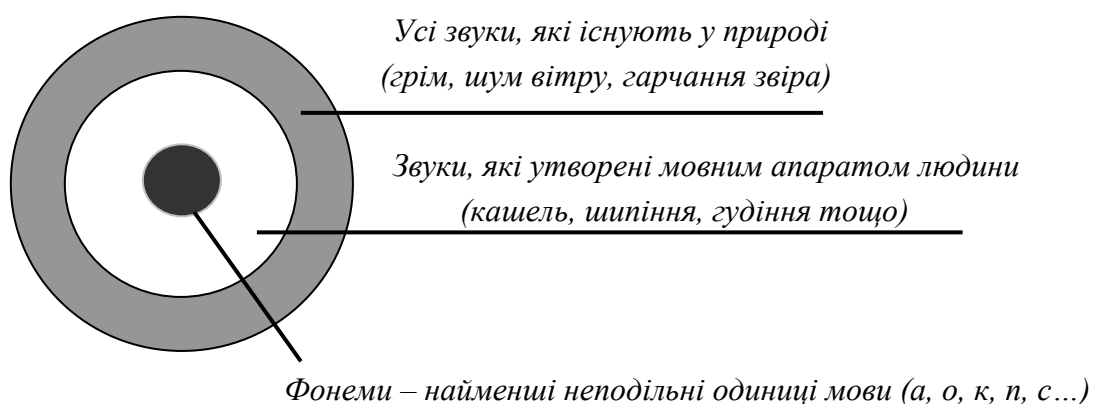 Усі звуки, які існують у природі
(грім, шум вітру, гарчання звіра)
Звуки, які утворені мовним апаратом людини
(кашель, шипіння, гудіння тощо)
Фонеми – найменші неподільні одиниці мови (а, о, к, п, с…)